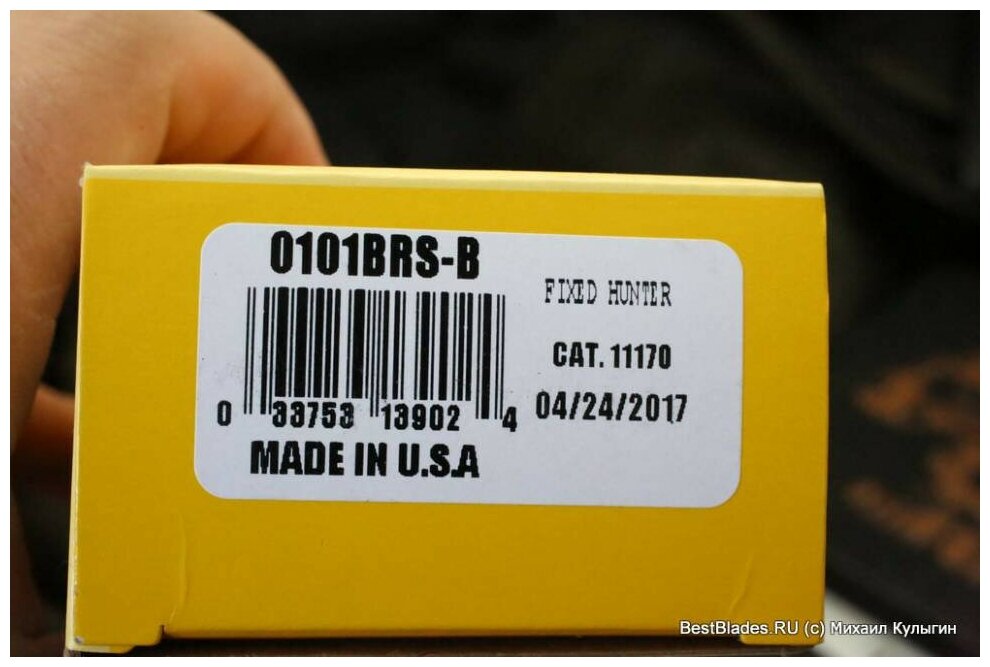 0101BRS-B
FIXED HUNTER
CAT. 11170
0 33753 13902 4
04/24/2017
MADE IN U.S.A
BestBlades.RU (c) Михаил Кулыгин